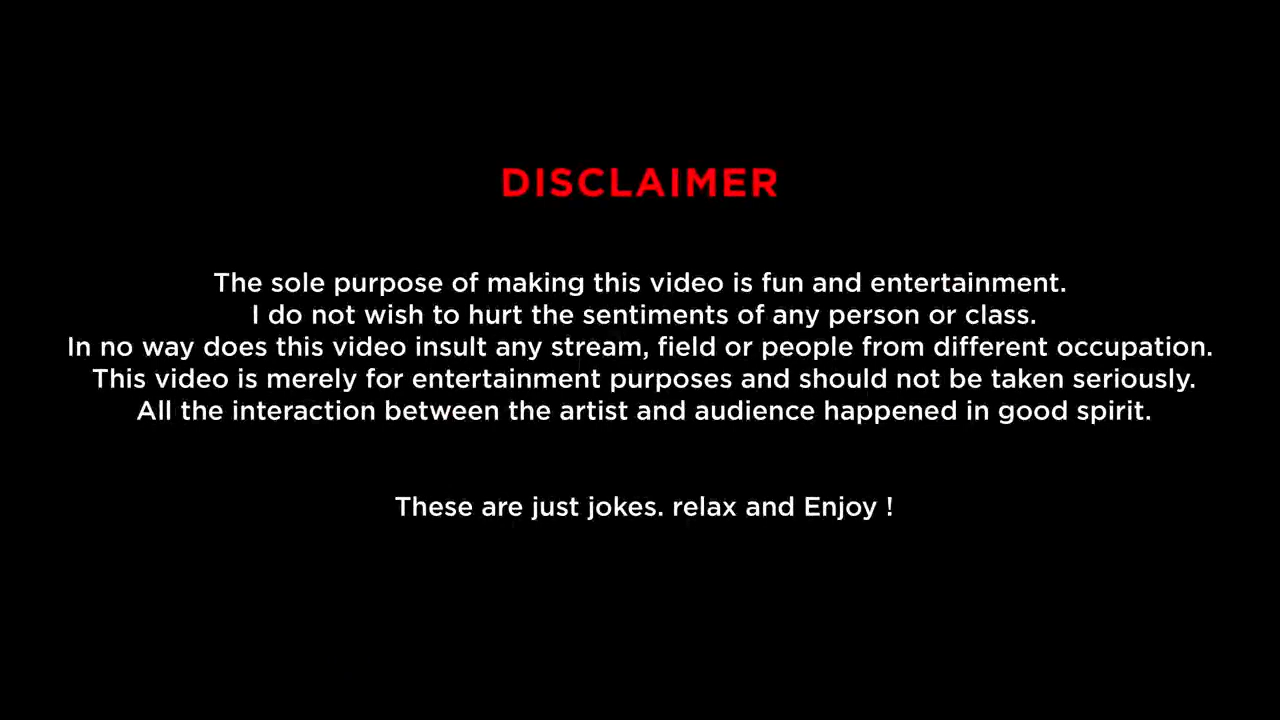 DISCLAIMER
The sole purpose of making this video is fun and entertainment.
I do not wish to hurt the sentiments of any person or class.
In no way does this video insult any stream, field or people from different occupation.
This video is merely for entertainment purposes and should not be taken seriously.
All the interaction between the artist and audience happened in good spirit.
These are just jokes. relax and Enjoy !